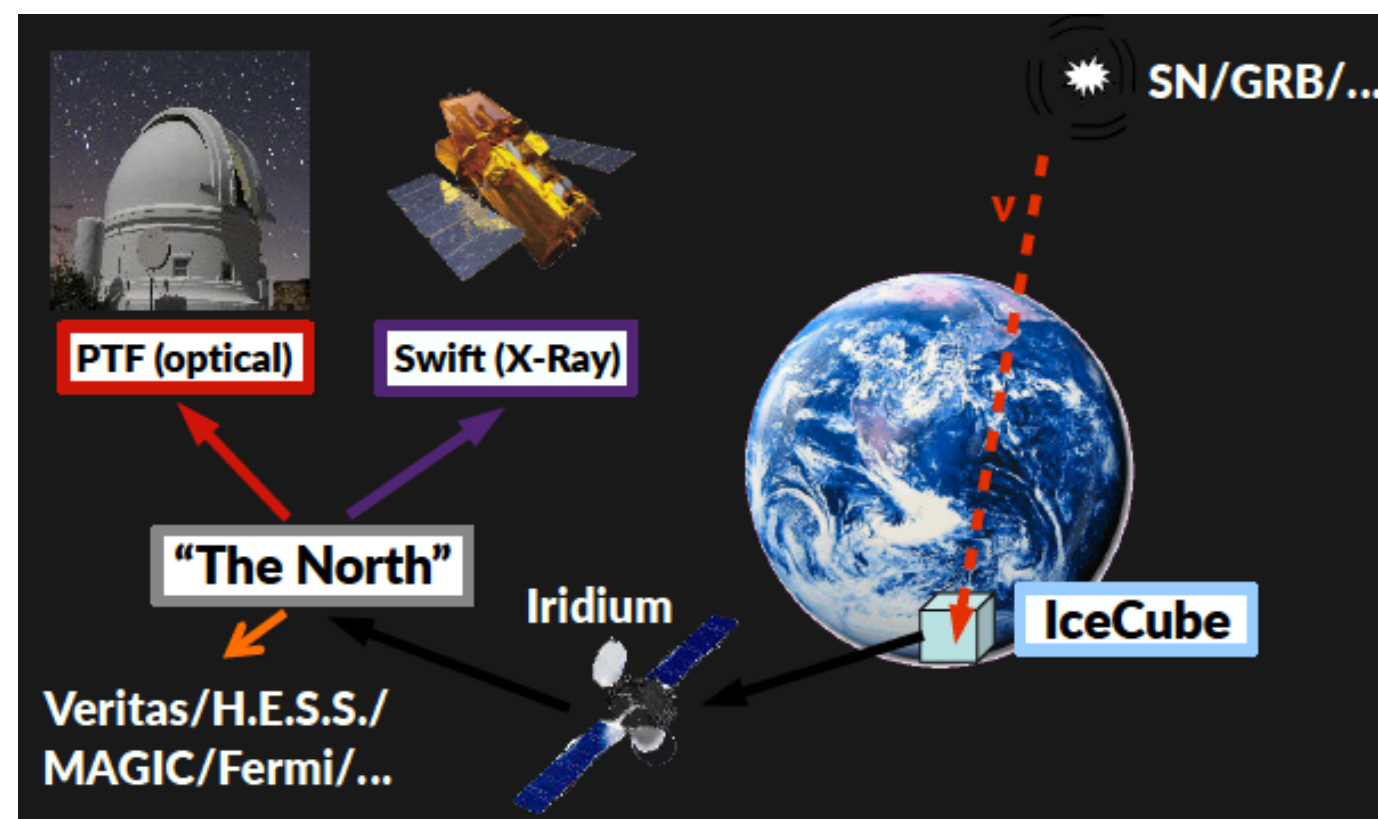 SN/GRB/...
ν
PTF (optical)
Swift (X-Ray)
“The North”
Iridium
IceCube
Veritas/H.E.S.S./
MAGIC/Fermi/...